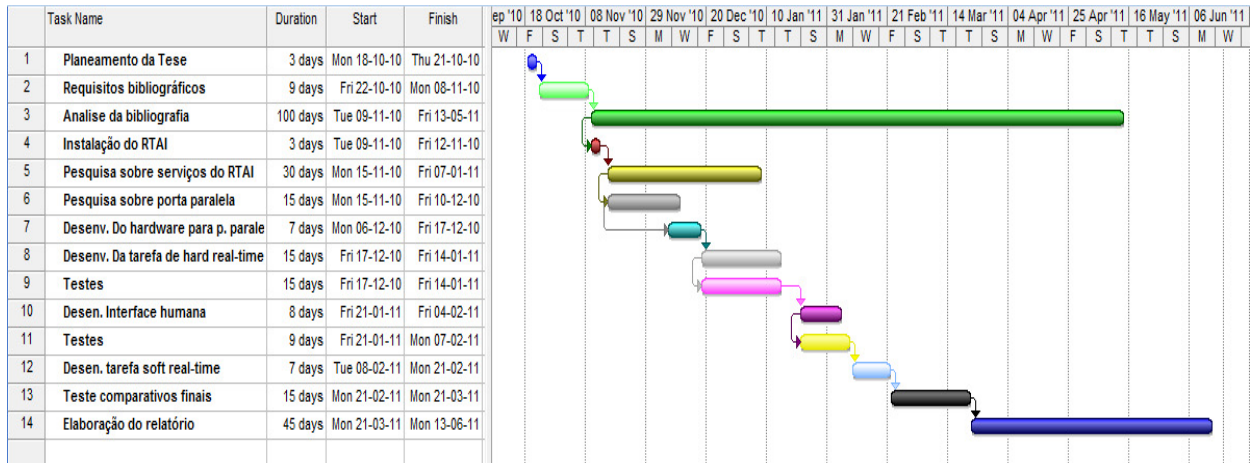 Task Name Duration Start Finish ep '10 18 Oct '10 08 Nov '10 29 Nov '10 20 Dec '10 10 Jan '11 31 Jan '11 21 Feb '11 14 Mar '11 04 Apr '11 25 Apr '11 16 May '11 06 Jun '11
W F S T T S M W F S T T S M W F S T T S M W F S T T S M W
1 Planeamento da Tese 3 days Mon 18-10-10 Thu 21-10-10
2 Requisitos bibliográficos 9 days Fri 22-10-10 Mon 08-11-10
3 Analise da bibliografia 100 days Tue 09-11-10 Fri 13-05-11
4 Instalação do RTAI 3 days Tue 09-11-10 Fri 12-11-10
5 Pesquisa sobre serviços do RTAI 30 days Mon 15-11-10 Fri 07-01-11
6 Pesquisa sobre porta paralela 15 days Mon 15-11-10 Fri 10-12-10
7 Desenv. Do hardware para p. parale 7 days Mon 06-12-10 Fri 17-12-10
8 Desenv. Da tarefa de hard real-time 15 days Fri 17-12-10 Fri 14-01-11
9 Testes 15 days Fri 17-12-10 Fri 14-01-11
10 Desen. Interface humana 8 days Fri 21-01-11 Fri 04-02-11
11 Testes 9 days Fri 21-01-11 Mon 07-02-11
12 Desen. tarefa soft real-time 7 days Tue 08-02-11 Mon 21-02-11
13 Teste comparativos finais 15 days Mon 21-02-11 Mon 21-03-11
14 Elaboração do relatório 45 days Mon 21-03-11 Mon 13-06-11